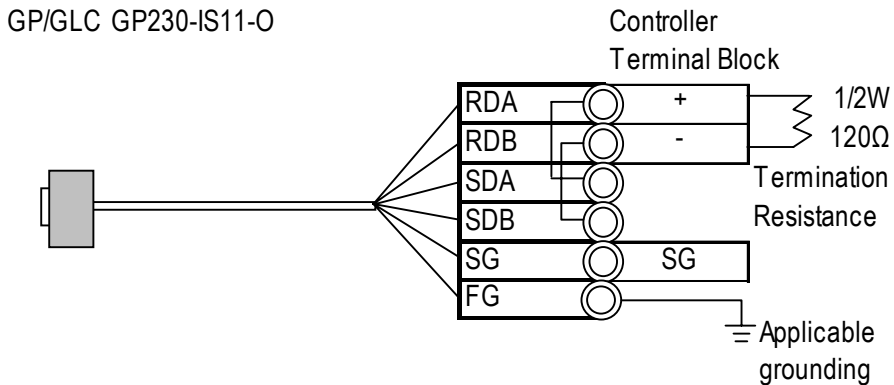 GP/GLC GP230-IS11-O
Controller
Terminal Block
RDA
+
1/2W
RDB
-
120Ω
SDA
Termination
SDB
Resistance
SG
SG
FG
Applicable
grounding